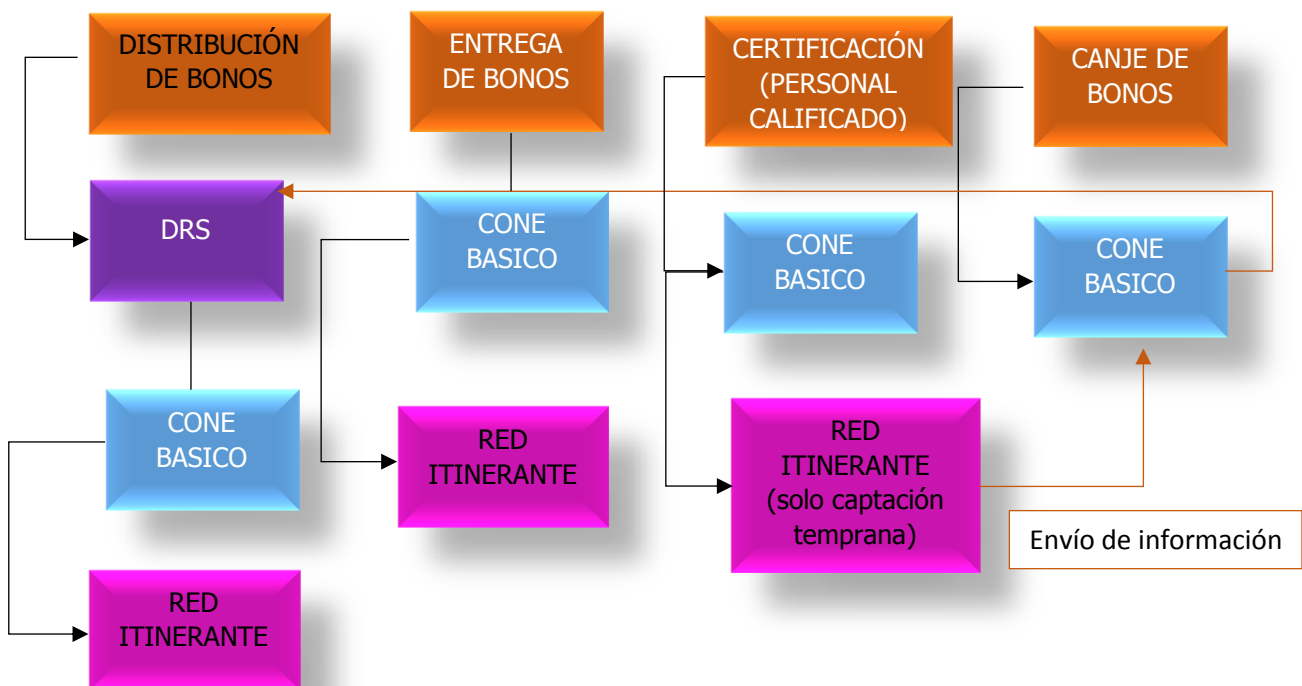 DISTRIBUCIÓN
DE BONOS
ENTREGA
DE BONOS
CERTIFICACIÓN
(PERSONAL
CALIFICADO)
CANJE DE
BONOS
DRS
CONE
BASICO
CONE
BASICO
CONE
BASICO
CONE
BASICO
RED
ITINERANTE
RED
ITINERANTE
(solo captación
temprana)
Envío de información
RED
ITINERANTE